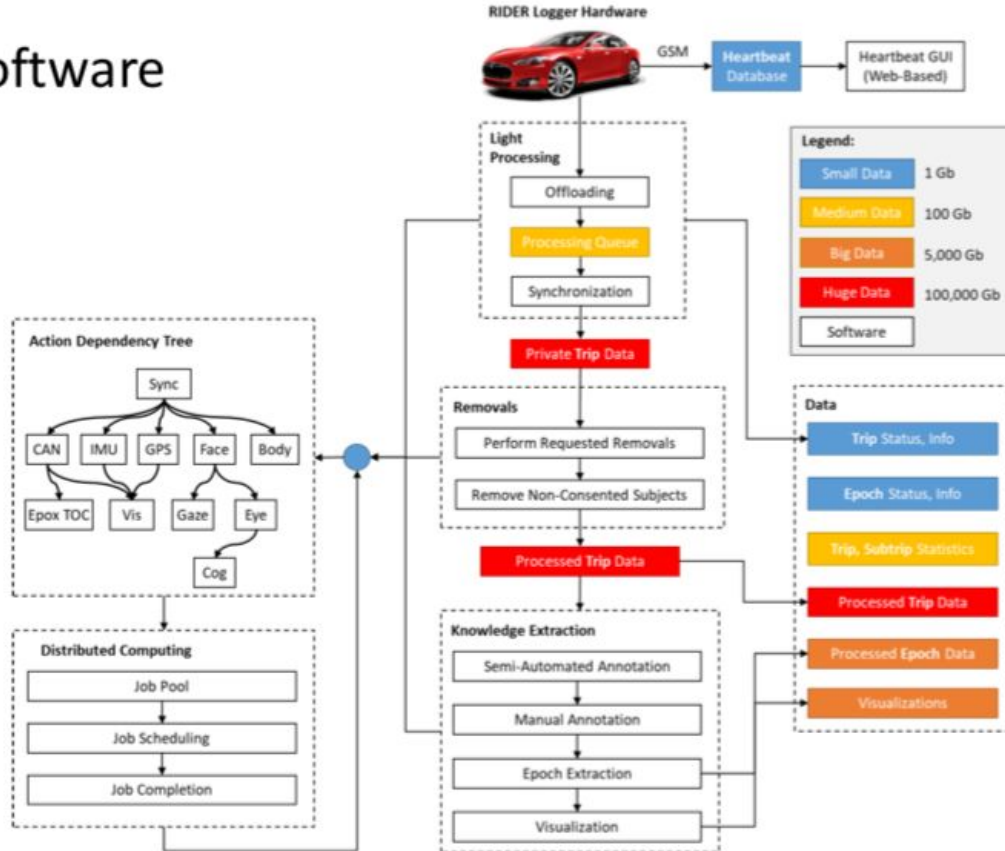 oftware
RIDER Logger Hardware
GSM
Heartbeat
Database
Heartbeat GUI
(Web-Based)
Light
Processing
Offloading
Processing Queue
Synchronization
Legend:
Small Data 1 Gb
Medium Data 100 Gb
Big Data 5,000 Gb
Huge Data 100,000 Gb
Software
Private Trip Data
Action Dependency Tree
Sync
CAN IMU GPS Face Body
Epox TOC Vis Gaze Eye
Cog
Removals
Perform Requested Removals
Remove Non-Consented Subjects
Processed Trip Data
Data
Trip Status, Info
Epoch Status, Info
Trip, Subtrip Statistics
Processed Trip Data
Processed Epoch Data
Visualizations
Distributed Computing
Job Pool
Job Scheduling
Job Completion
Knowledge Extraction
Semi-Automated Annotation
Manual Annotation
Epoch Extraction
Visualization